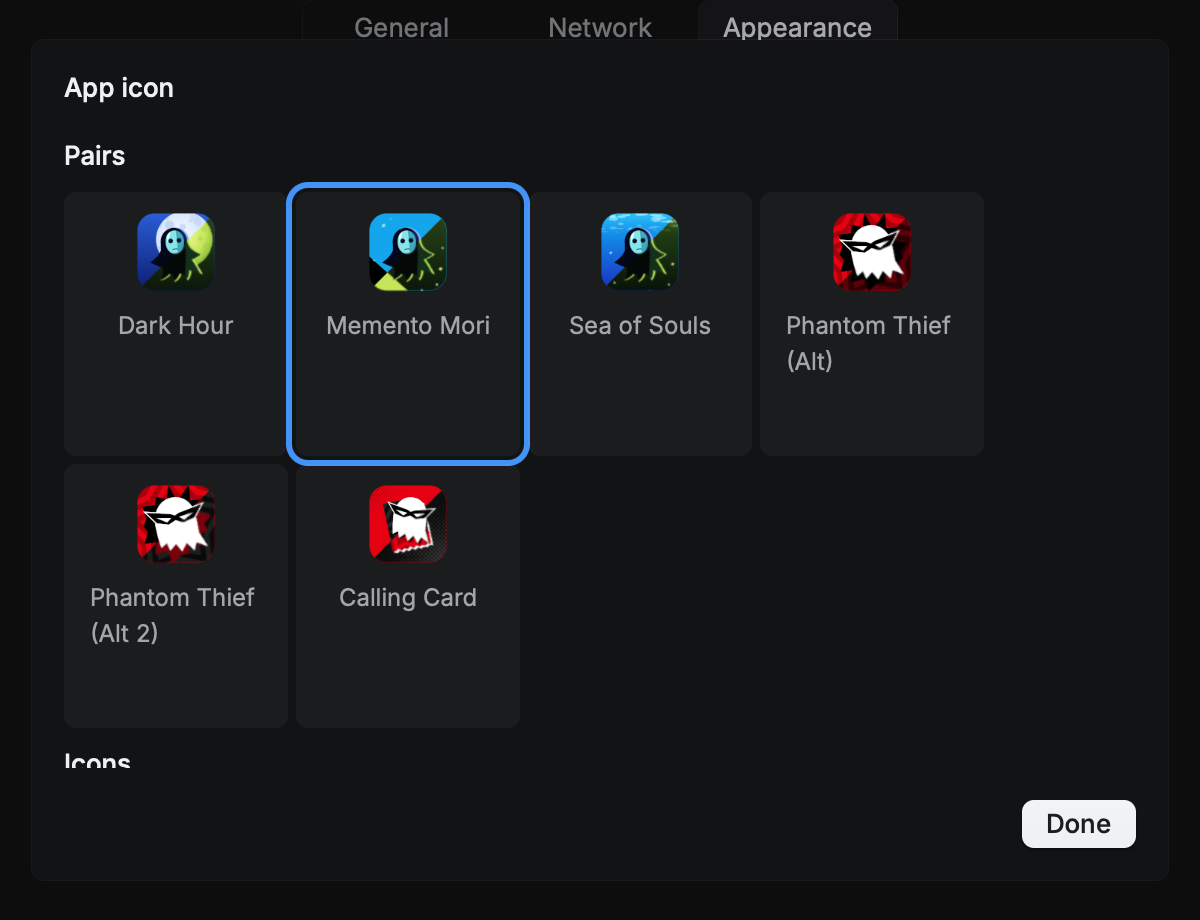 General
Network
Appearance
App icon
Pairs
Dark Hour
Memento Mori
Sea of Souls
Phantom Thief
(Alt)
Phantom Thief
(Alt 2)
Calling Card
Icons
Done